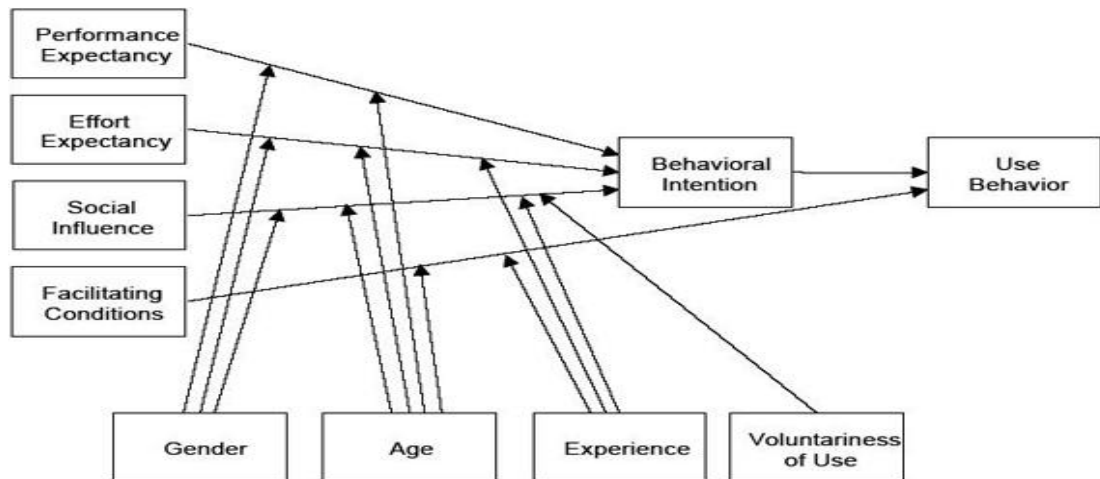 Performance
Expectancy
Effort
Expectancy
Social
Influence
Facilitating
Conditions
Behavioral
Intention
Use
Behavior
Gender
Age
Experience
Voluntariness
of Use